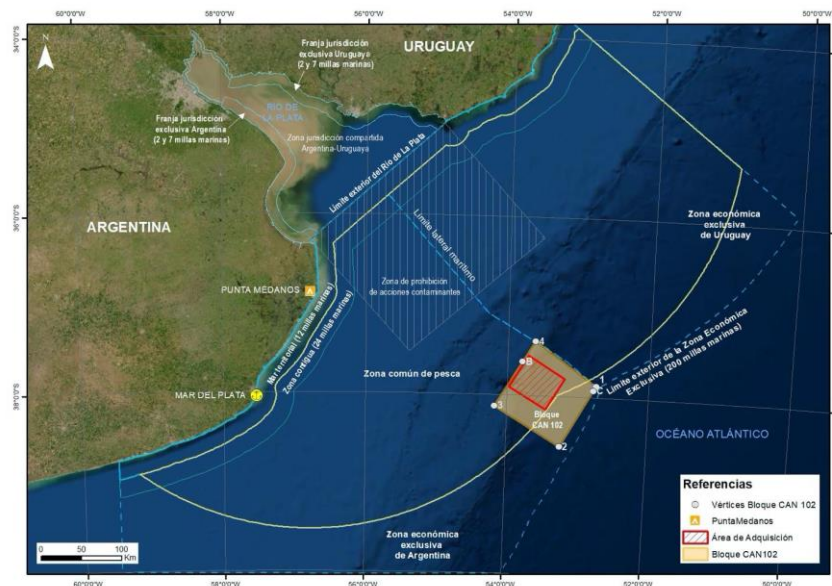 58°0'0"W
56°0'0"W
54°0'0"W
52°0'0"W
50°0'0"W
34°0'0"S
36°0'0"S
38°0'0"S
N
Franja jurisdicción
exclusiva Uruguaya
(2 y 7 millas marinas)
URUGUAY
RÍO DE
LA PLATA
Franja jurisdicción
exclusiva Argentina
(2 y 7 millas marinas)
Zona jurisdicción compartida
Argentina-Uruguaya
Límite exterior del Río de La Plata
Límite lateral marítimo
Zona económica
exclusiva
de Uruguay
ARGENTINA
PUNTA MEDANOS
A
Zona de prohibición
de acciones contaminantes
Mar territorial (12 millas marinas)
Zona contigua (24 millas marinas)
Límite exterior de la Zona Económica
Exclusiva (200 millas marinas)
Zona común de pesca
4
B
1
C
3
2
Bloque
CAN 102
MAR DEL PLATA
OCÉANO ATLÁNTICO
Zona económica
exclusiva
de Argentina
Referencias
Vértices Bloque CAN 102
A
PuntaMedanos
Área de Adquisición
Bloque CAN102
0 50 100
Km
60°0'0"W
58°0'0"W
56°0'0"W
54°0'0"W
52°0'0"W